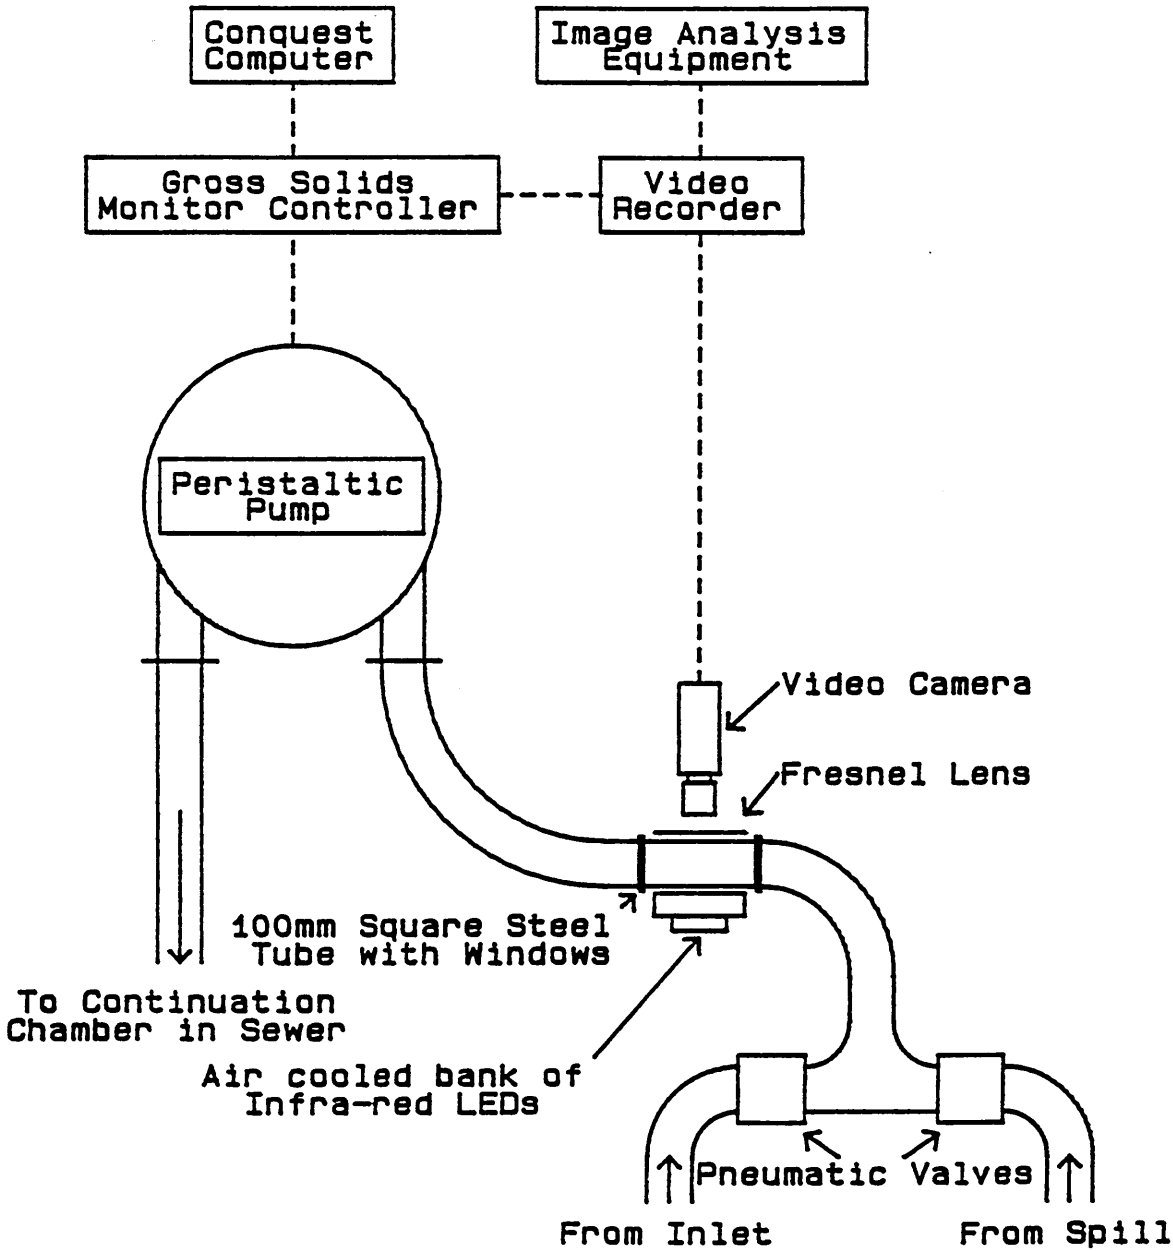 Conquest
Computer
Image Analysis
Equipment
Gross Solids
Monitor Controller
Video
Recorder
Peristaltic
Pump
Video Camera
Fresnel Lens
100mm Square Steel
Tube with Windows
To Continuation
Chamber in Sewer
Air cooled bank of
Infra-red LEDs
Pneumatic Valves
From Inlet
From Spill